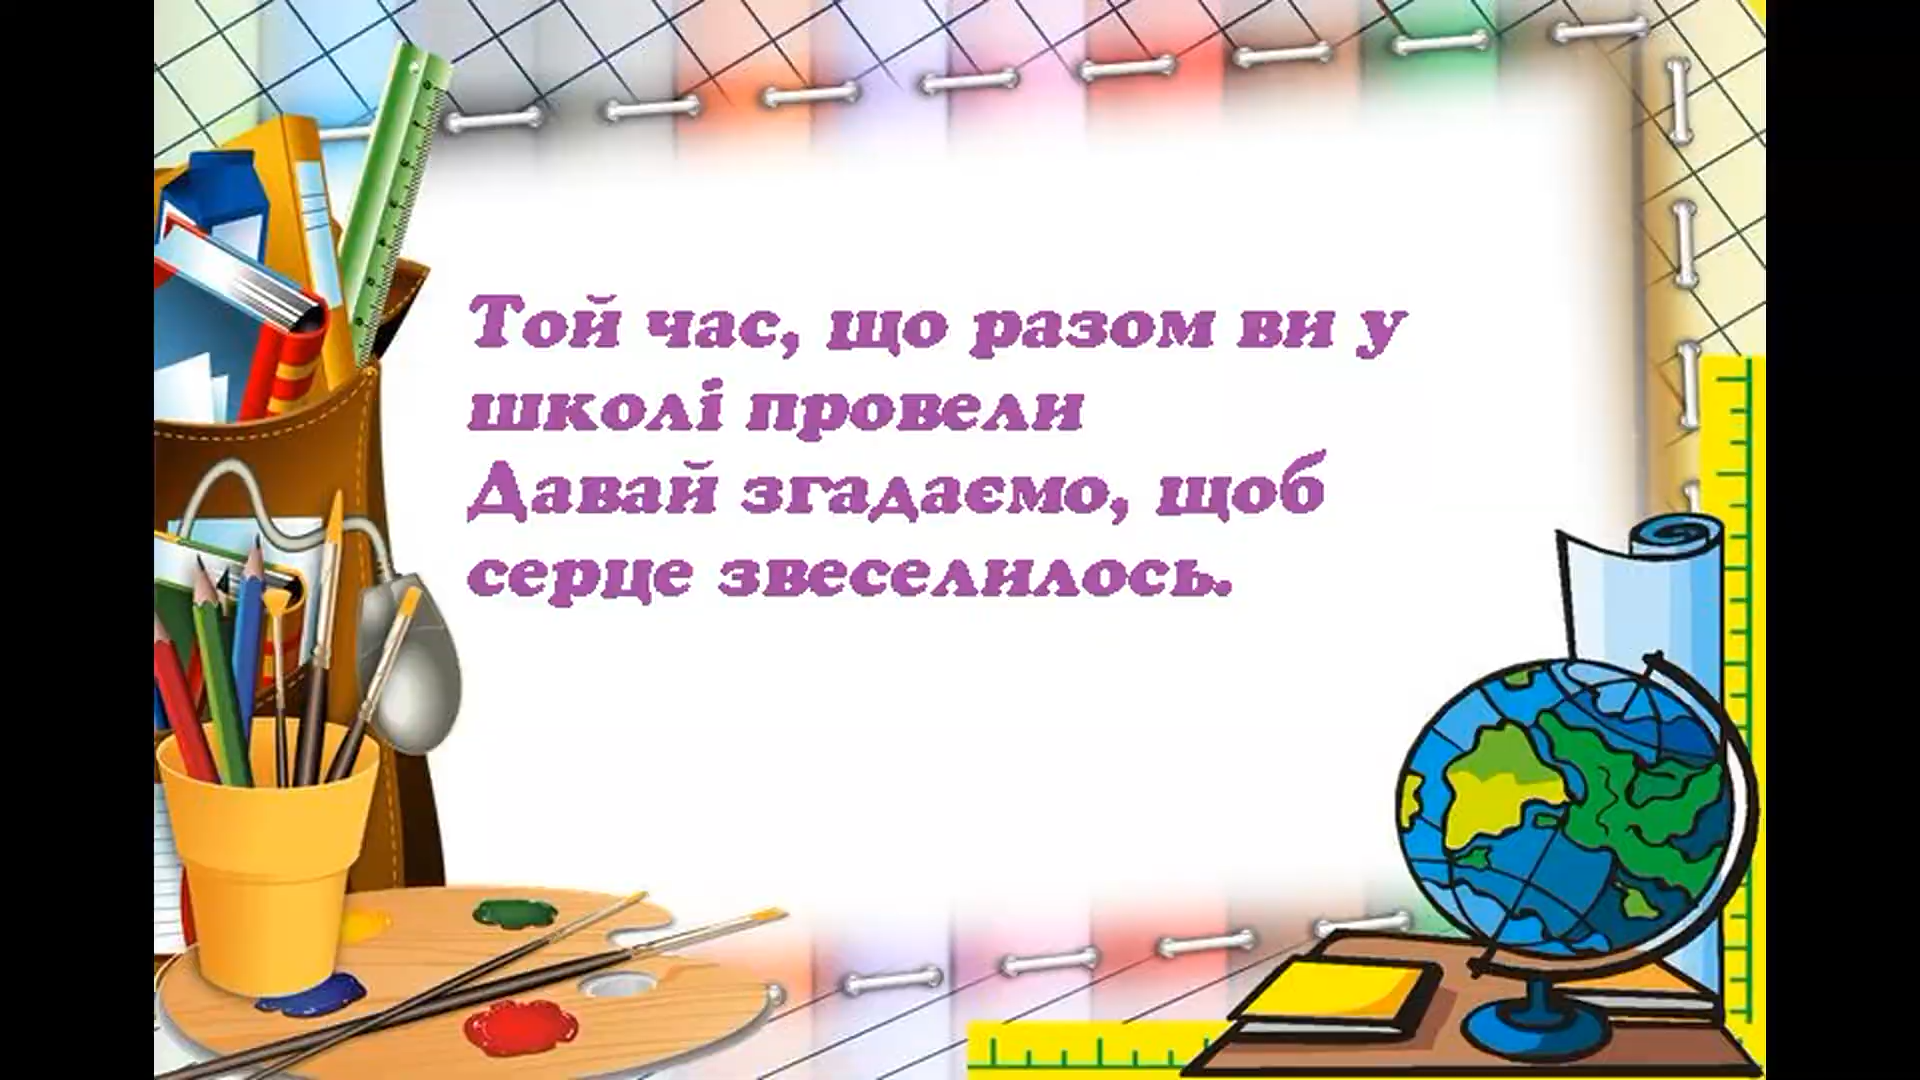 Той час, що разом ви у
школі провели
Давай згадаємо, щоб
серце звеселилось.